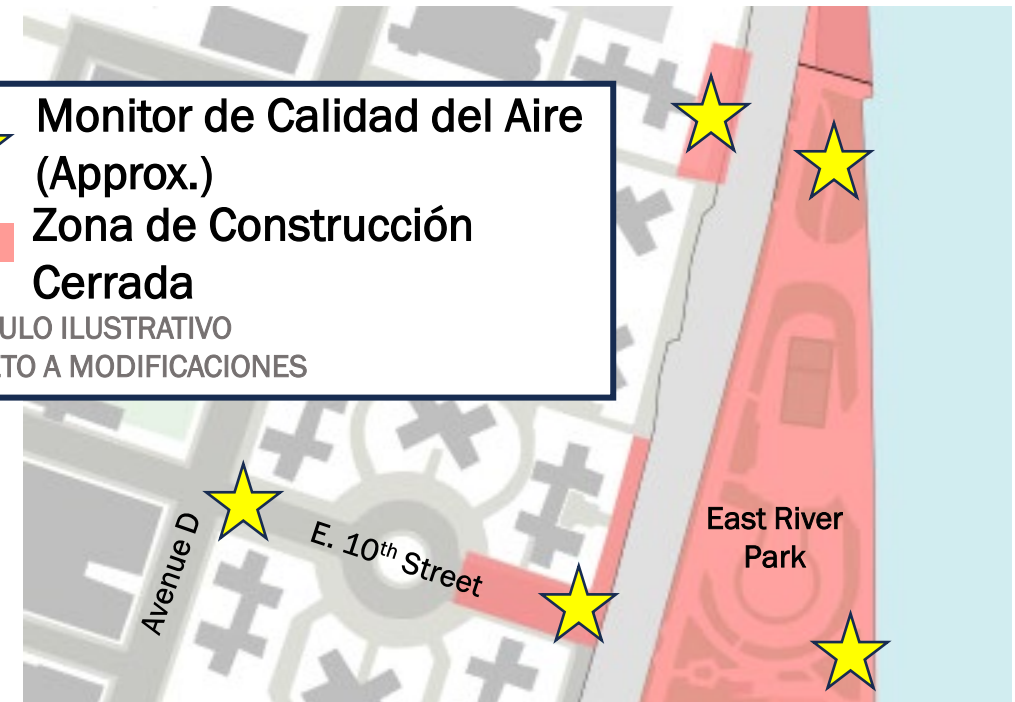 Monitor de Calidad del Aire
(Approx.)
Zona de Construcción
Cerrada
ULO ILUSTRATIVO
TO A MODIFICACIONES
Avenue D
E. 10th Street
East River
Park